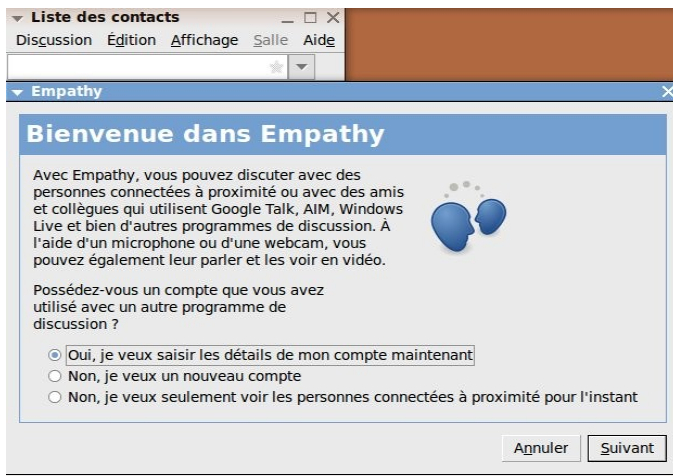 Liste des contacts
Discussion Édition Affichage Salle Aide
Empathy
Bienvenue dans Empathy
Avec Empathy, vous pouvez discuter avec des
personnes connectées à proximité ou avec des amis
et collègues qui utilisent Google Talk, AIM, Windows
Live et bien d'autres programmes de discussion. À
l'aide d'un microphone ou d'une webcam, vous
pouvez également leur parler et les voir en vidéo.
Possédez-vous un compte que vous avez
utilisé avec un autre programme de
discussion ?
Oui, je veux saisir les détails de mon compte maintenant
Non, je veux un nouveau compte
Non, je veux seulement voir les personnes connectées à proximité pour l'instant
Annuler Suivant